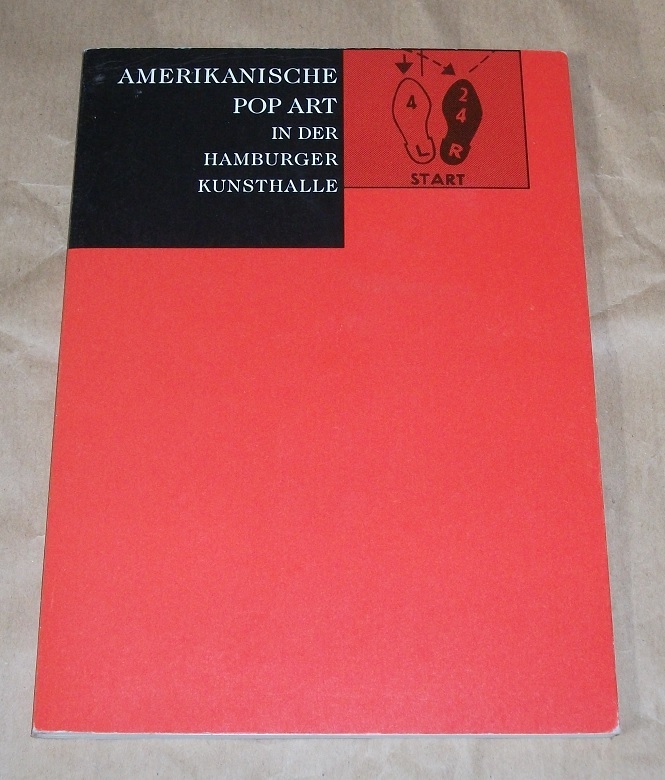 AMERIKANISCHE
POP ART
IN DER
HAMBURGER
KUNSTHALLE
4
2
4
L
R
START